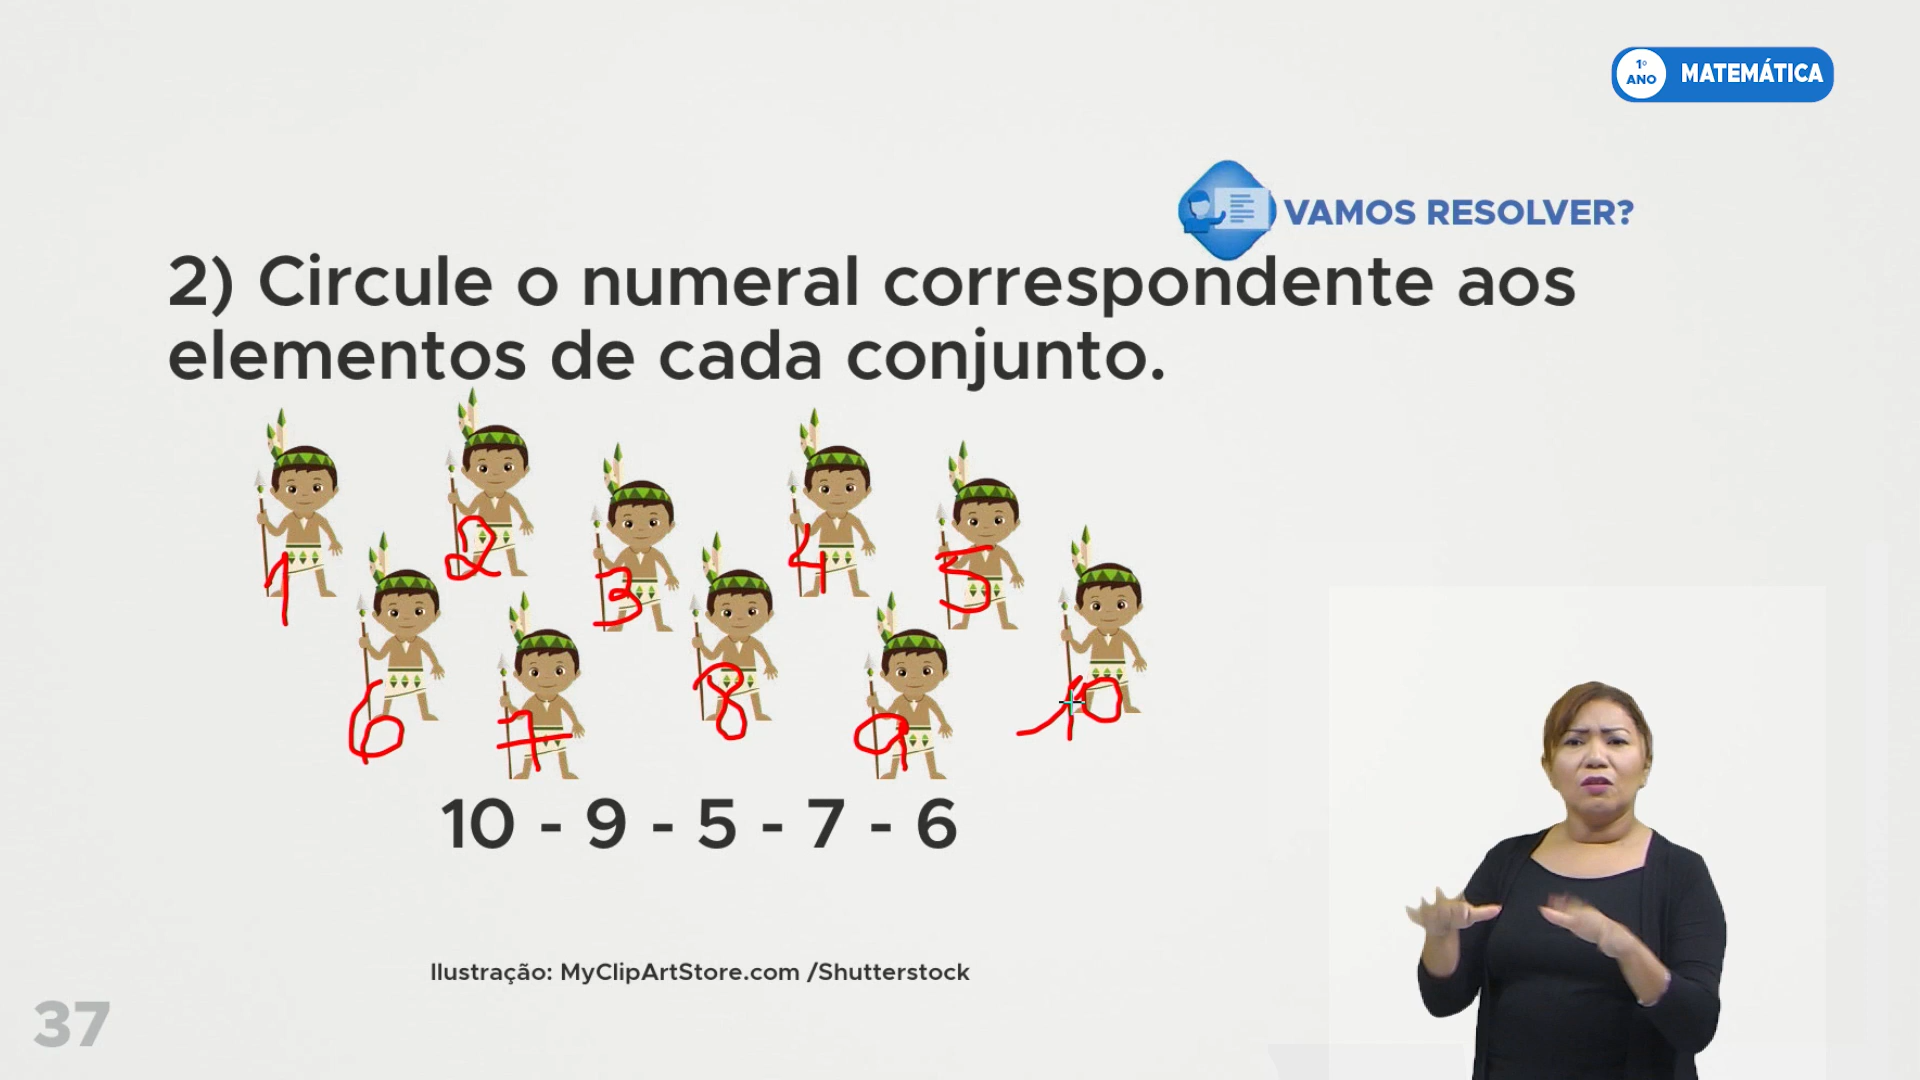 1º
ANO
MATEMÁTICA
VAMOS RESOLVER?
2) Circule o numeral correspondente aos
elementos de cada conjunto.
1 2 3 4 5
6 7 8 9 10
10 - 9 - 5 - 7 - 6
Ilustração: MyClipArtStore.com /Shutterstock
37